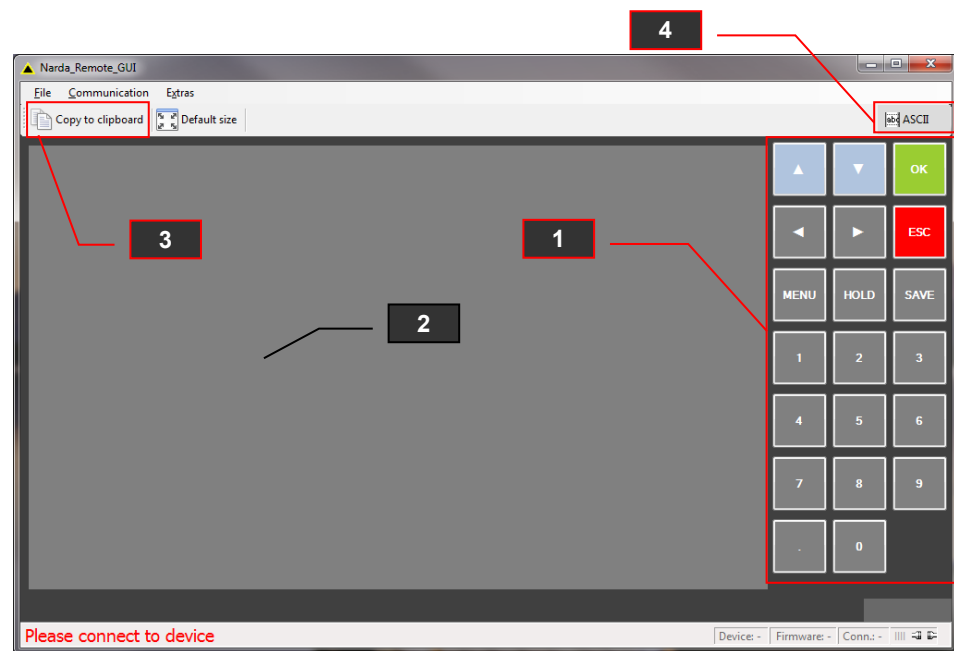 4
Narda_Remote_GUI
File Communication Extras
Copy to clipboard Default size abc ASCII
▲ ▼ OK
3 1 ◄ ► ESC
MENU HOLD SAVE
2
1 2 3
4 5 6
7 8 9
. 0
Please connect to device Device: - Firmware: - Conn.: -